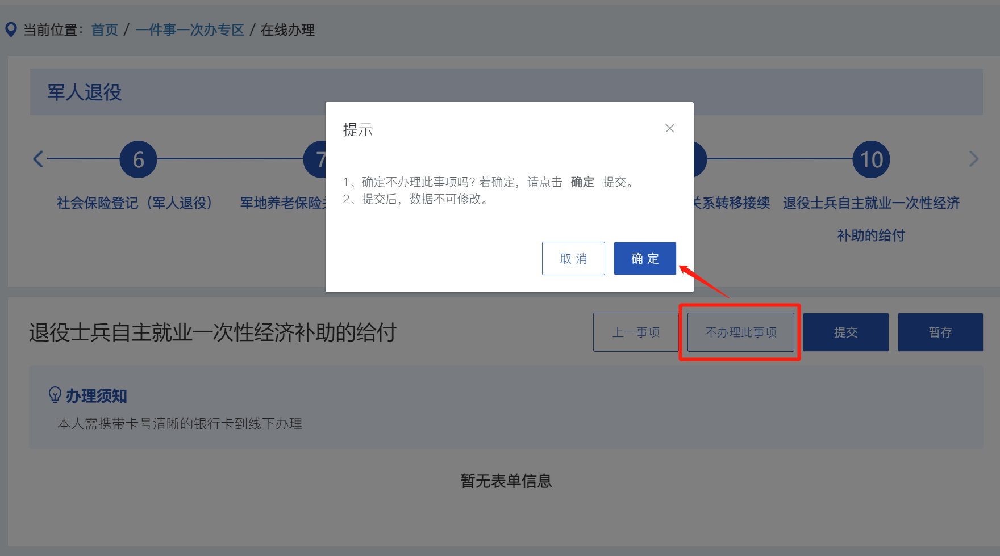 当前位置：首页 / 一件事一次办专区 / 在线办理
军人退役
提示
6
7
10
社会保险登记（军人退役）
军地养老保险
关系转移接续
退役士兵自主就业一次性经济
补助的给付
1、确定不办理此事项吗? 若确定，请点击 确定 提交。
2、提交后，数据不可修改。
取 消
确 定
退役士兵自主就业一次性经济补助的给付
上一事项
不办理此事项
提交
暂存
办理须知
本人需携带卡号清晰的银行卡到线下办理
暂无表单信息